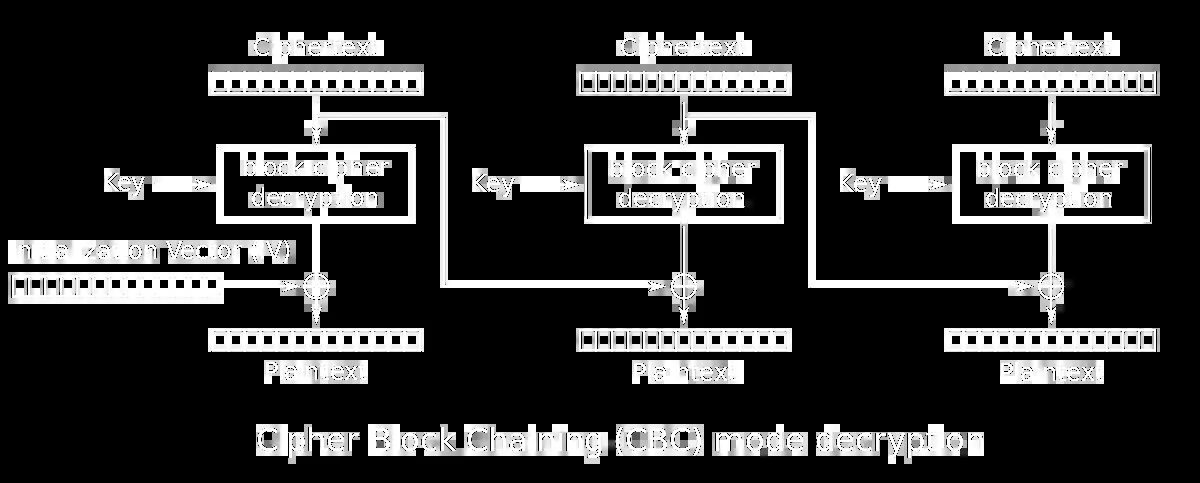 Ciphertext
Ciphertext
Ciphertext
Key
block cipher
decryption
Key
block cipher
decryption
Key
block cipher
decryption
Initialization Vector (IV)
Plaintext
Plaintext
Plaintext
Cipher Block Chaining (CBC) mode decryption